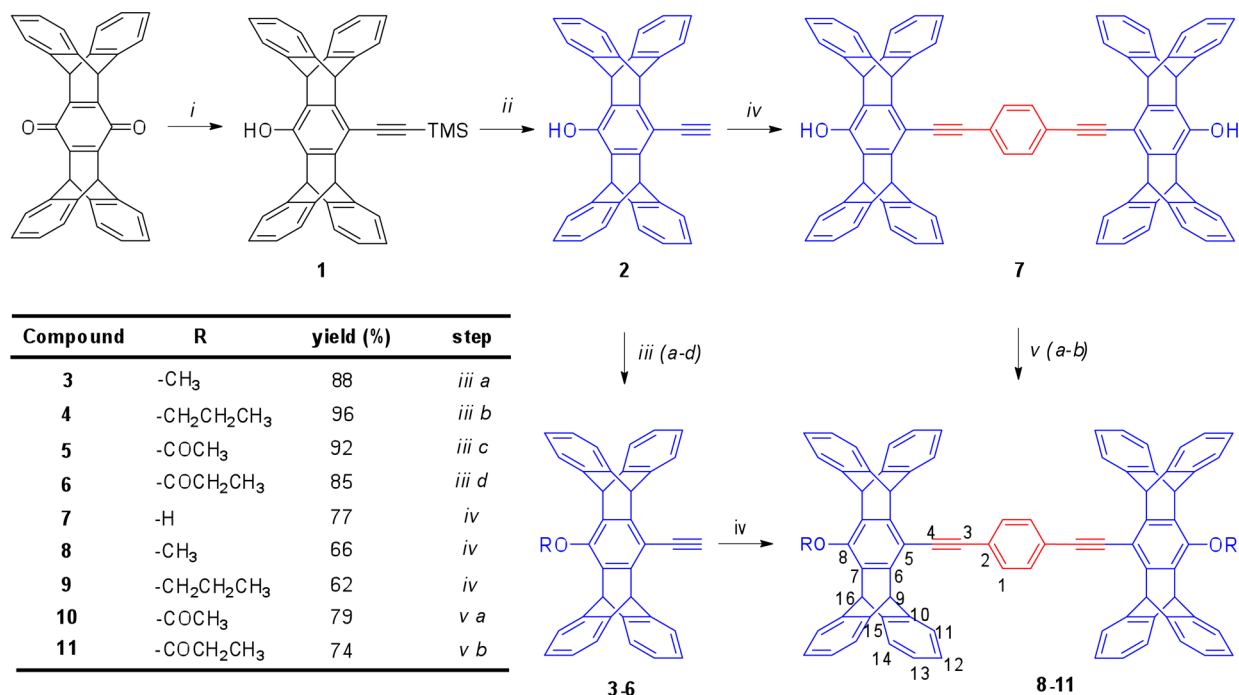 O O
i
HO TMS
1
ii
HO
2
iv
HO OH
7
Compound R yield (%) step
3 -CH₃ 88 iii a
4 -CH₂CH₂CH₃ 96 iii b
5 -COCH₃ 92 iii c
6 -COCH₂CH₃ 85 iii d
7 -H 77 iv
8 -CH₃ 66 iv
9 -CH₂CH₂CH₃ 62 iv
10 -COCH₃ 79 v a
11 -COCH₂CH₃ 74 v b
iii (a-d)
v (a-b)
RO
3-6
iv
RO OR
4 3
8 5 2
7 6 1
16 9
10
15 11
14 12
13
8-11